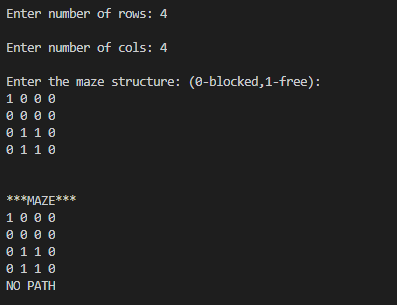 Enter number of rows: 4
Enter number of cols: 4
Enter the maze structure: (0-blocked,1-free):
1 0 0 0
0 0 0 0
0 1 1 0
0 1 1 0
***MAZE***
1 0 0 0
0 0 0 0
0 1 1 0
0 1 1 0
NO PATH